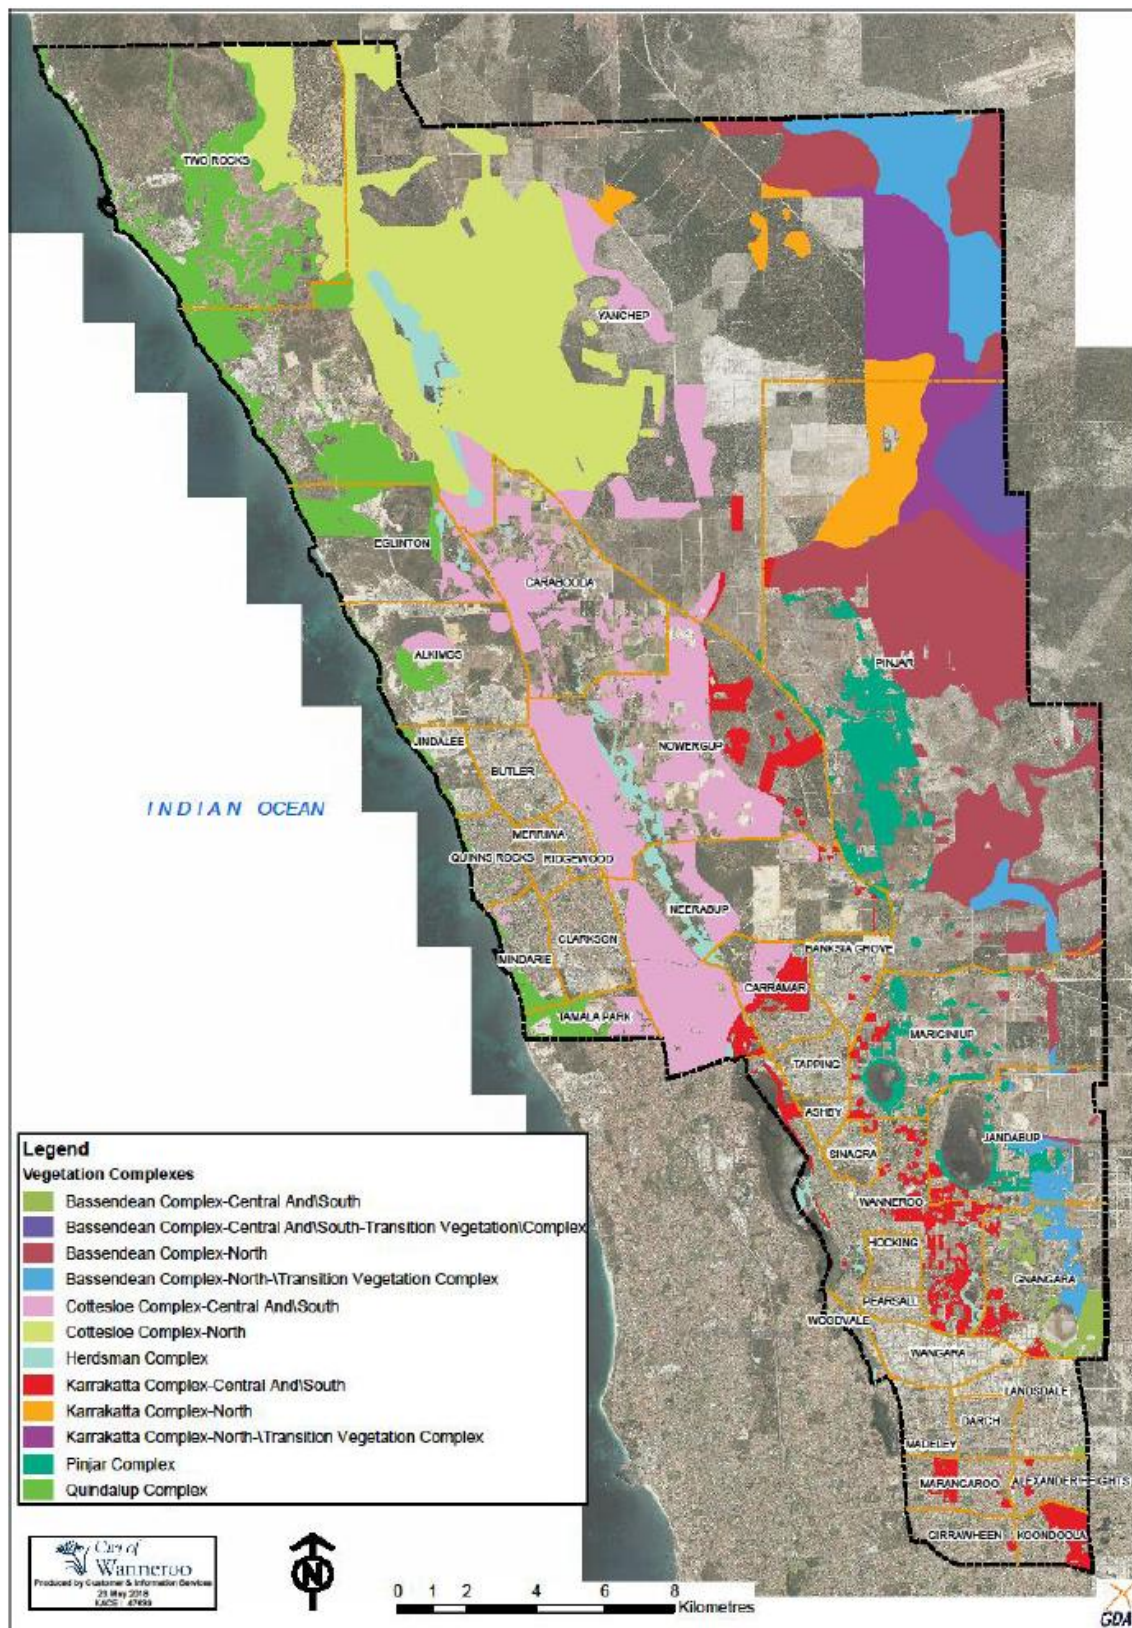 TWO ROCKS
YANCHEP
EGLINTON
CARABOODA
ALKIMOS
PINJAR
JINDALEE
NOWERGUP
BUTLER
INDIAN OCEAN
MERRIWA
QUINNS ROCKS
RIDGEWOOD
NEERABUP
CLARKSON
BANKSIA GROVE
MINDARIE
CARRAMAR
TAMALA PARK
MARIGINIUP
TAPPING
ASHBY
JANDABUP
SINAGRA
WANNEROO
HOCKING
GNANGARA
PEARSALL
WOODVALE
WANGARA
LANDSDALE
DARCH
MADELEY
MARANGAROO
ALEXANDER HEIGHTS
GIRRAWHEEN
KOONDOOLA
Legend
Vegetation Complexes
Bassendean Complex-Central And\South
Bassendean Complex-Central And\South-Transition Vegetation\Complex
Bassendean Complex-North
Bassendean Complex-North-\Transition Vegetation Complex
Cottesloe Complex-Central And\South
Cottesloe Complex-North
Herdsman Complex
Karrakatta Complex-Central And\South
Karrakatta Complex-North
Karrakatta Complex-North-\Transition Vegetation Complex
Pinjar Complex
Quindalup Complex
City of
Wanneroo
Produced by Customer & Information Services
23 May 2018
N
0 1 2 4 6 8
Kilometres
GDA